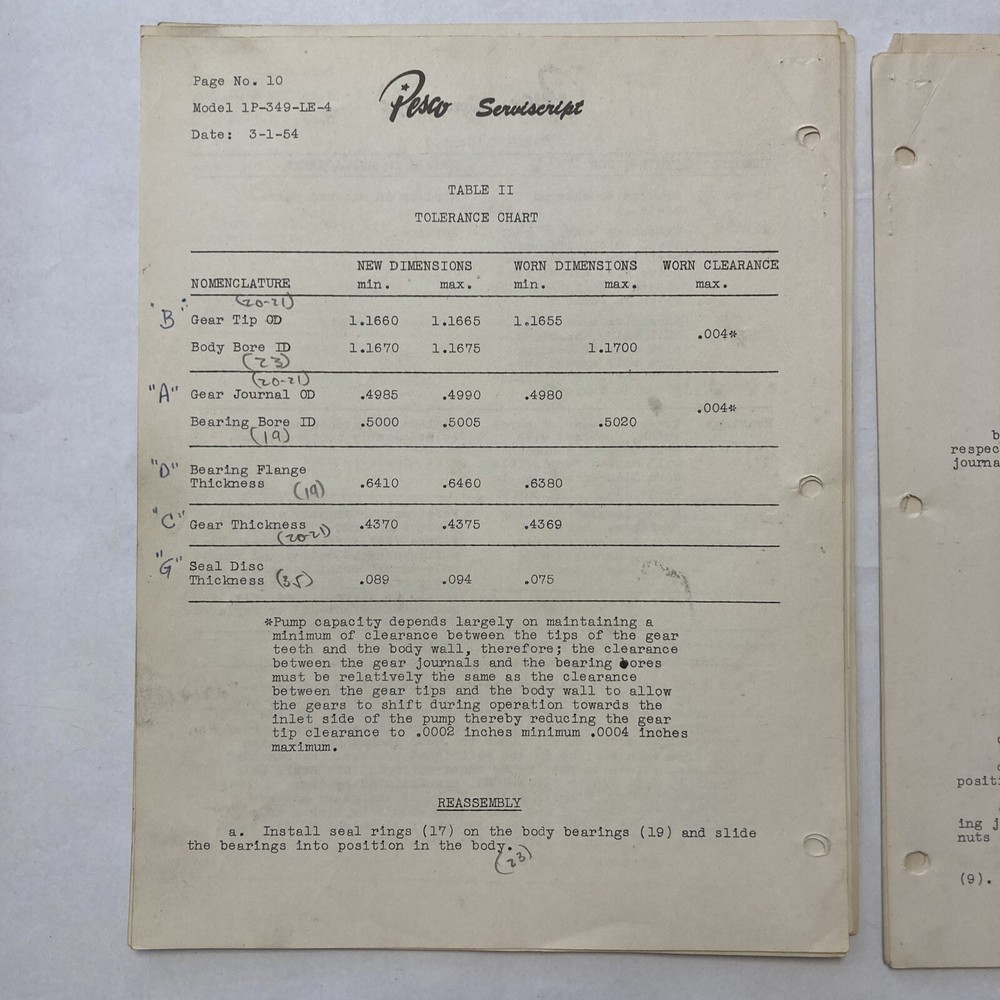 Page No. 10
Model 1P-349-LE-4
Date: 3-1-54
Pesco Serviscript
TABLE II
TOLERANCE CHART
NEW DIMENSIONS WORN DIMENSIONS WORN CLEARANCE
NOMENCLATURE min. max. min. max. max.
(20-21)
"B" Gear Tip OD 1.1660 1.1665 1.1655
.004*
Body Bore ID 1.1670 1.1675 1.1700
(23)
(20-21)
"A" Gear Journal OD .4985 .4990 .4980
.004*
Bearing Bore ID .5000 .5005 .5020
(19)
"D" Bearing Flange
Thickness (19) .6410 .6460 .6380
"C" Gear Thickness .4370 .4375 .4369
(20-21)
"G" Seal Disc
Thickness (35) .089 .094 .075
*Pump capacity depends largely on maintaining a
minimum of clearance between the tips of the gear
teeth and the body wall, therefore; the clearance
between the gear journals and the bearing bores
must be relatively the same as the clearance
between the gear tips and the body wall to allow
the gears to shift during operation towards the
inlet side of the pump thereby reducing the gear
tip clearance to .0002 inches minimum .0004 inches
maximum.
REASSEMBLY
a. Install seal rings (17) on the body bearings (19) and slide
the bearings into position in the body.
(23)
b
respec
journa
positi
ing j
nuts
(9).